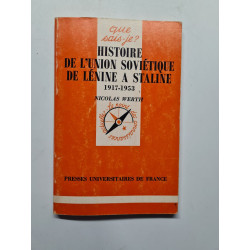 que
sais-je?
HISTOIRE
DE L'UNION SOVIÉTIQUE
DE LÉNINE A STALINE
1917-1953
NICOLAS WERTH
PRESSES UNIVERSITAIRES DE FRANCE